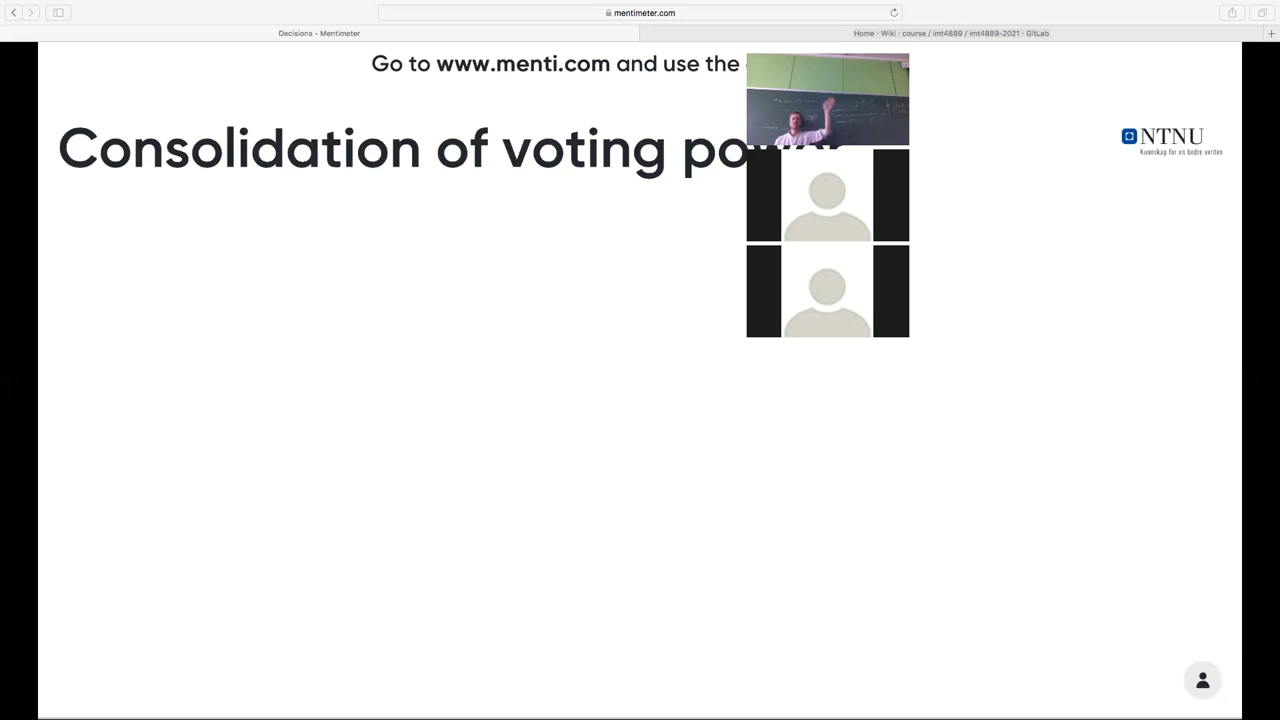 mentimeter.com
Decisions - Mentimeter
Home · Wiki · course / imt4889 / imt4889-2021 · GitLab
Go to www.menti.com and use the
Consolidation of voting power
NTNU
Kunnskap for en bedre verden